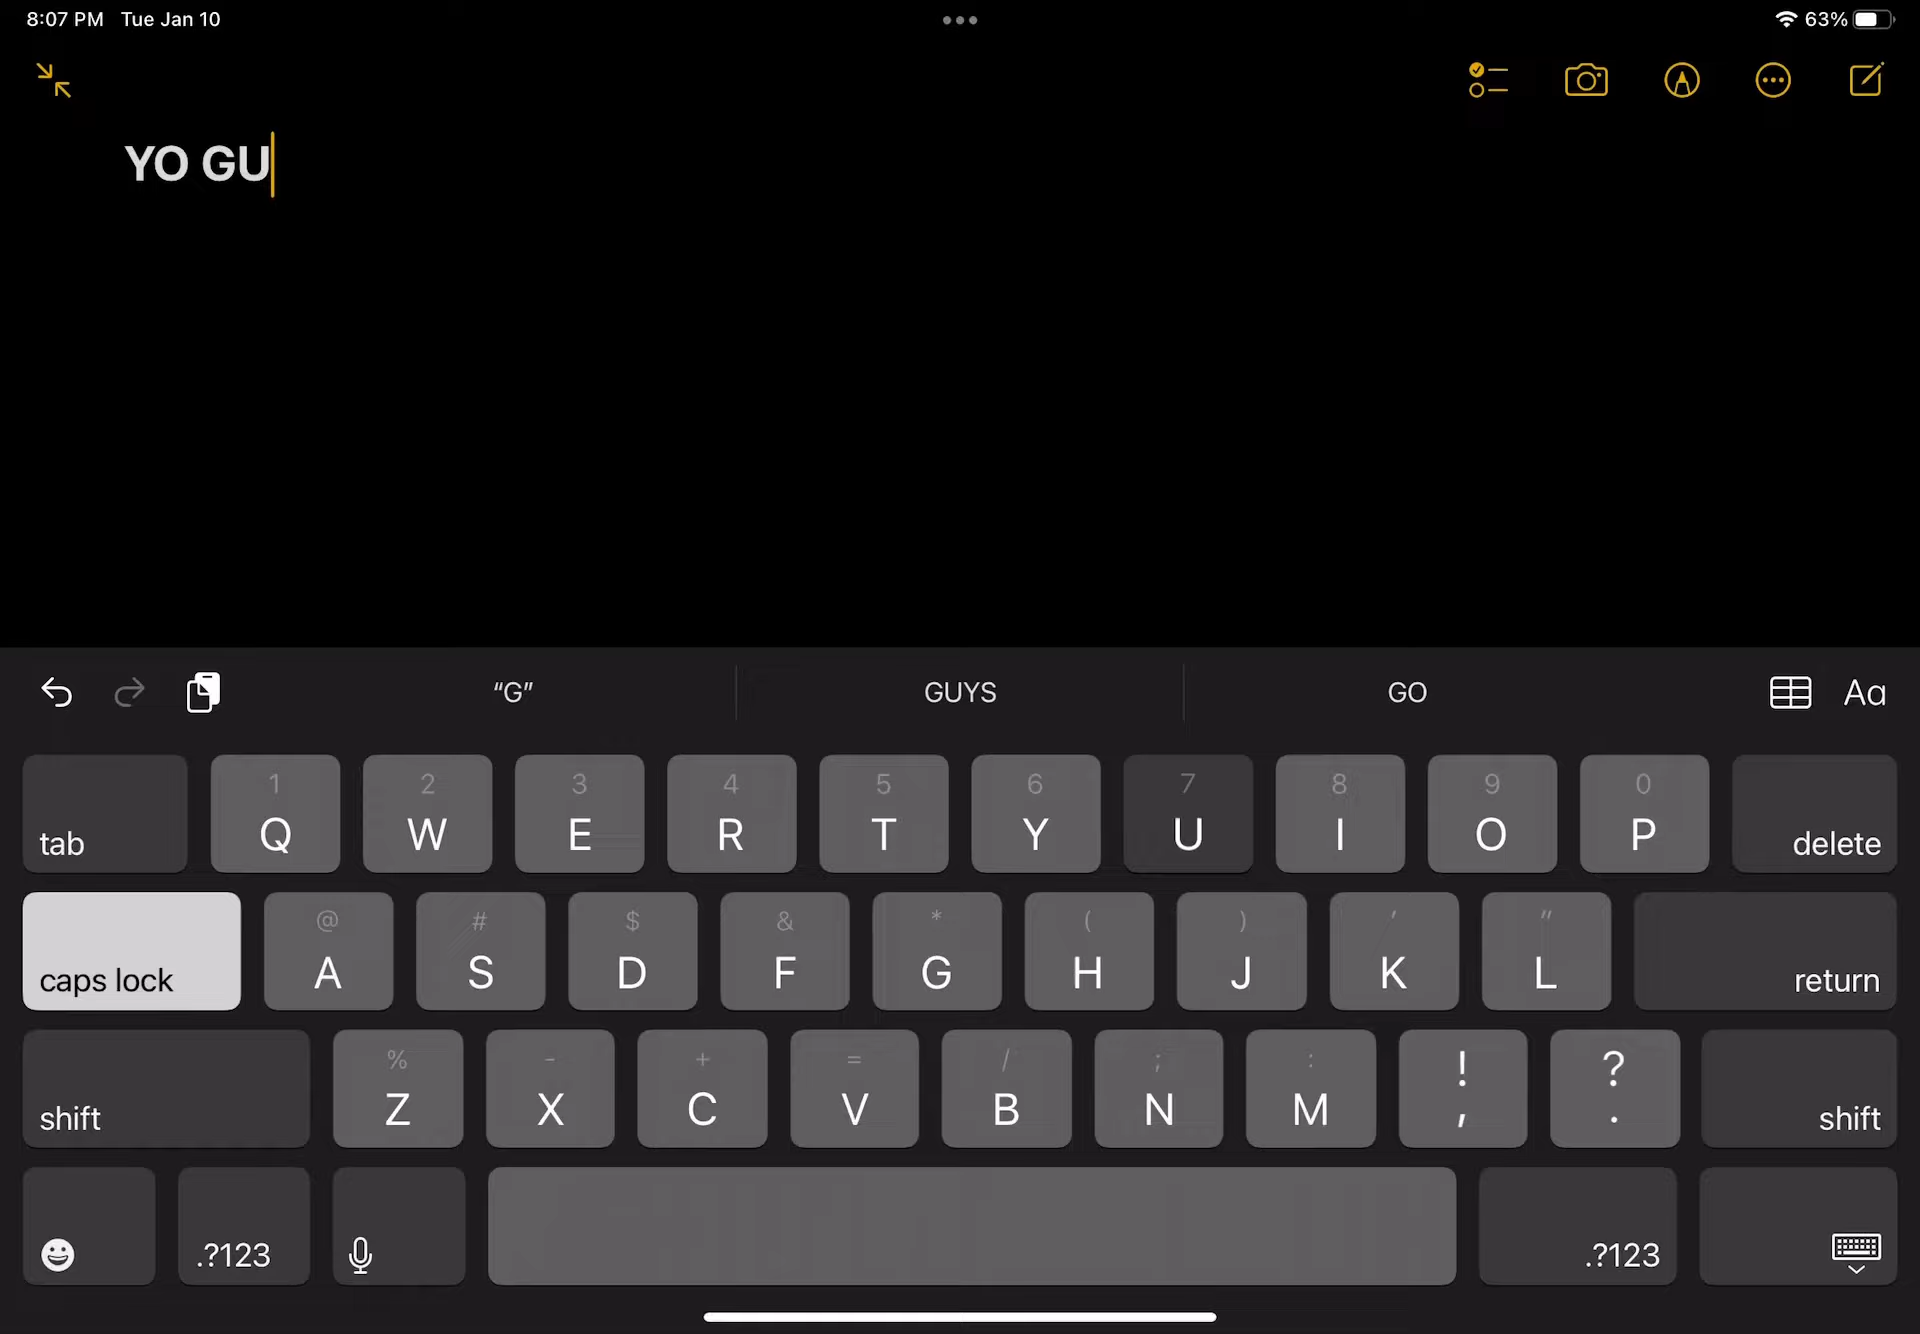 8:07 PM Tue Jan 10
63%
YO GU
“G” GUYS GO
Aa
1 2 3 4 5 6 7 8 9 0
tab Q W E R T Y U I O P delete
@ # $ & * ( ) ' "
caps lock A S D F G H J K L return
% - + = / ; : ! ?
shift Z X C V B N M , . shift
.?123 .?123